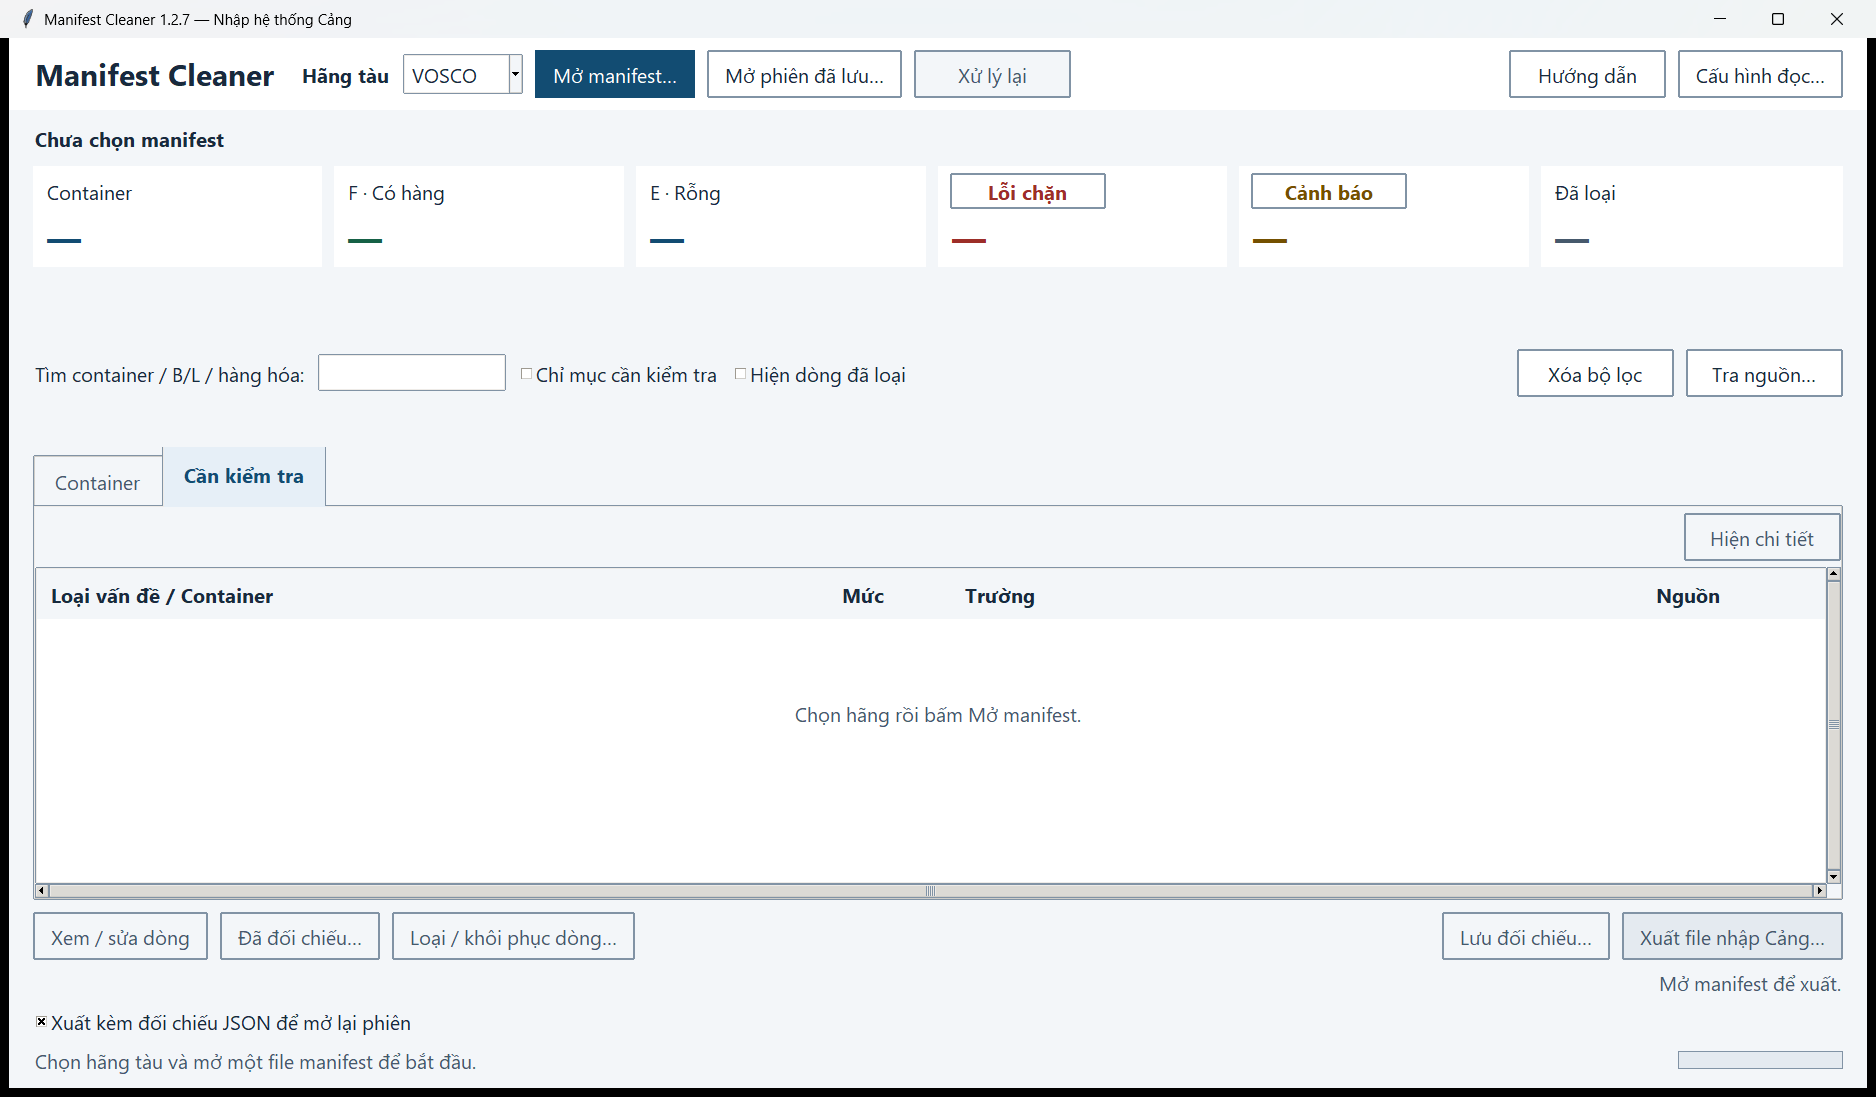 Manifest Cleaner 1.2.7 — Nhập hệ thống Cảng
Manifest Cleaner Hãng tàu VOSCO Mở manifest... Mở phiên đã lưu... Xử lý lại Hướng dẫn Cấu hình đọc...
Chưa chọn manifest
Container F · Có hàng E · Rỗng Lỗi chặn Cảnh báo Đã loại
— — — — — —
Tìm container / B/L / hàng hóa: Chỉ mục cần kiểm tra Hiện dòng đã loại Xóa bộ lọc Tra nguồn...
Container Cần kiểm tra
Hiện chi tiết
Loại vấn đề / Container Mức Trường Nguồn
Chọn hãng rồi bấm Mở manifest.
Xem / sửa dòng Đã đối chiếu... Loại / khôi phục dòng... Lưu đối chiếu... Xuất file nhập Cảng...
Mở manifest để xuất.
Xuất kèm đối chiếu JSON để mở lại phiên
Chọn hãng tàu và mở một file manifest để bắt đầu.